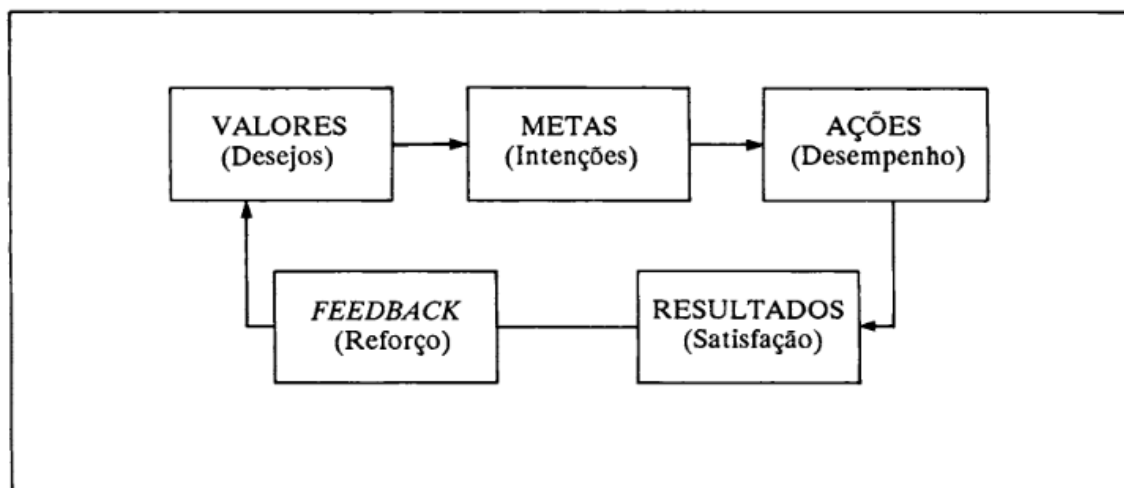 VALORES
(Desejos)
METAS
(Intenções)
AÇÕES
(Desempenho)
FEEDBACK
(Reforço)
RESULTADOS
(Satisfação)